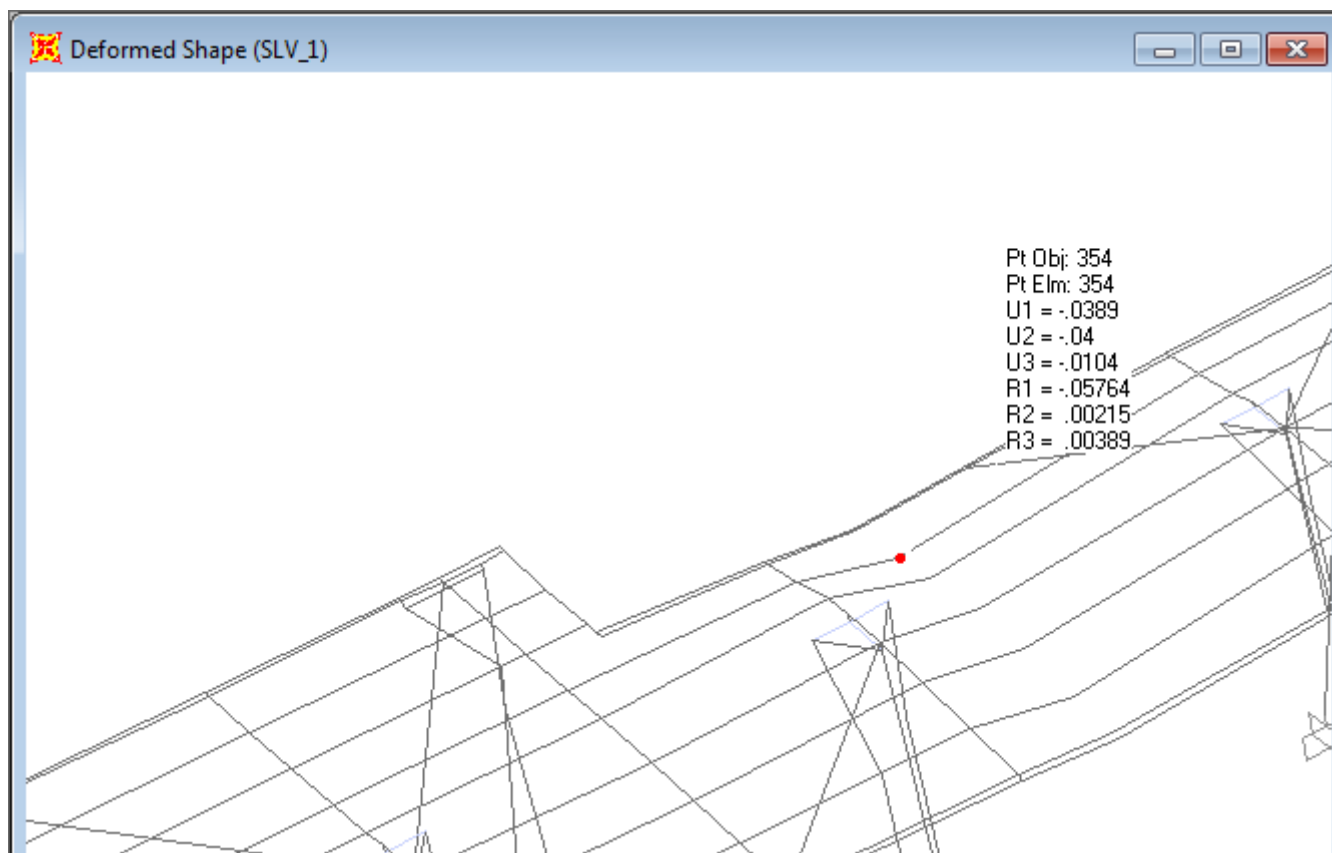 Deformed Shape (SLV_1)
Pt Obj: 354
Pt Elm: 354
U1 = -.0389
U2 = -.04
U3 = -.0104
R1 = -.05764
R2 = .00215
R3 = .00389